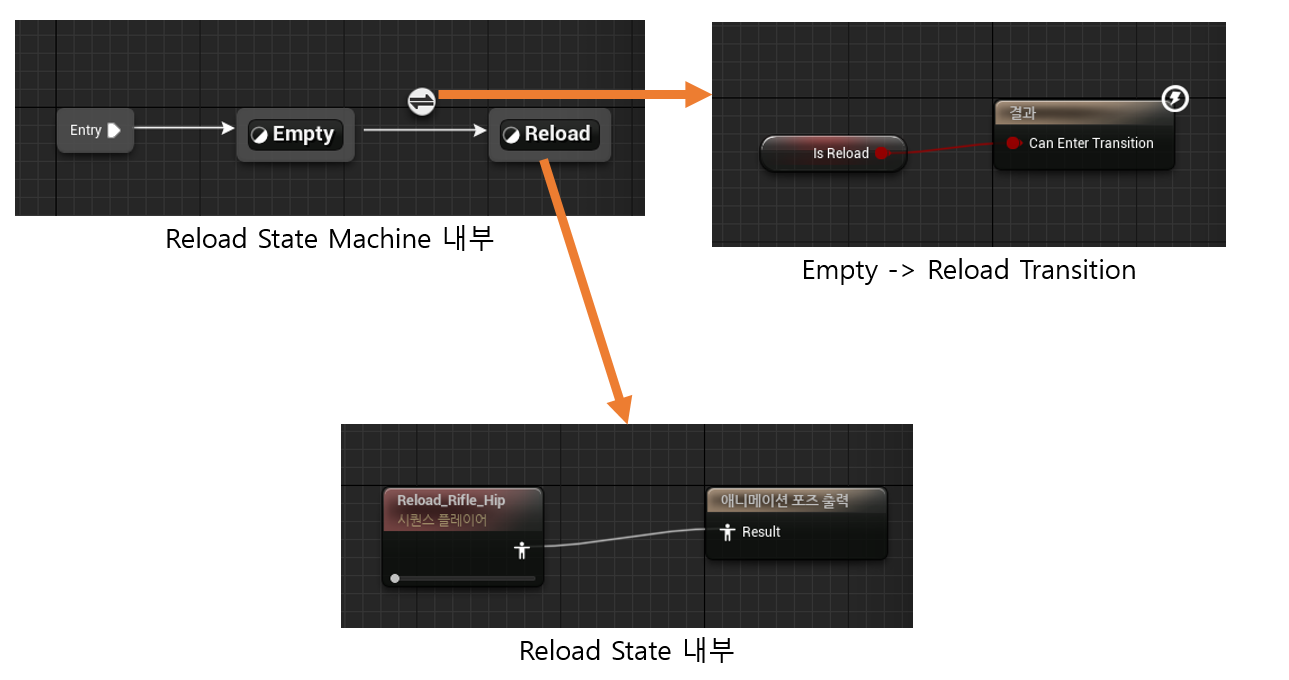 Entry
Empty
Reload
Reload State Machine 내부
Is Reload
결과
Can Enter Transition
Empty -> Reload Transition
Reload_Rifle_Hip
시퀀스 플레이어
애니메이션 포즈 출력
Result
Reload State 내부